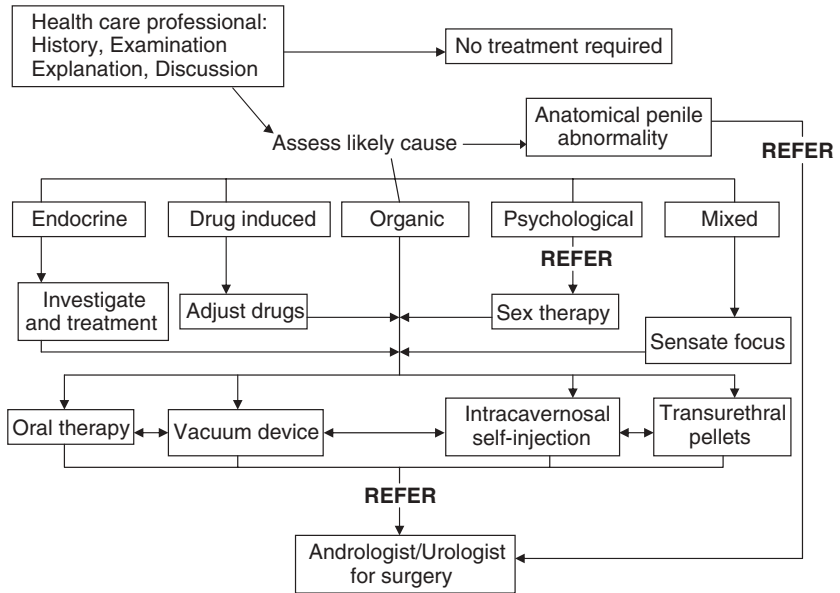 Health care professional:
History, Examination
Explanation, Discussion
No treatment required
Assess likely cause
Anatomical penile
abnormality
REFER
Endocrine
Drug induced
Organic
Psychological
Mixed
REFER
Investigate
and treatment
Adjust drugs
Sex therapy
Sensate focus
Oral therapy
Vacuum device
Intracavernosal
self-injection
Transurethral
pellets
REFER
Andrologist/Urologist
for surgery